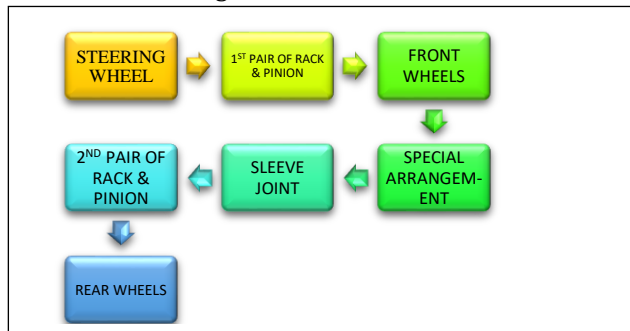 STEERING
WHEEL
1ST PAIR OF RACK
& PINION
FRONT
WHEELS
SPECIAL
ARRANGEM-
ENT
SLEEVE
JOINT
2ND PAIR OF
RACK &
PINION
REAR WHEELS